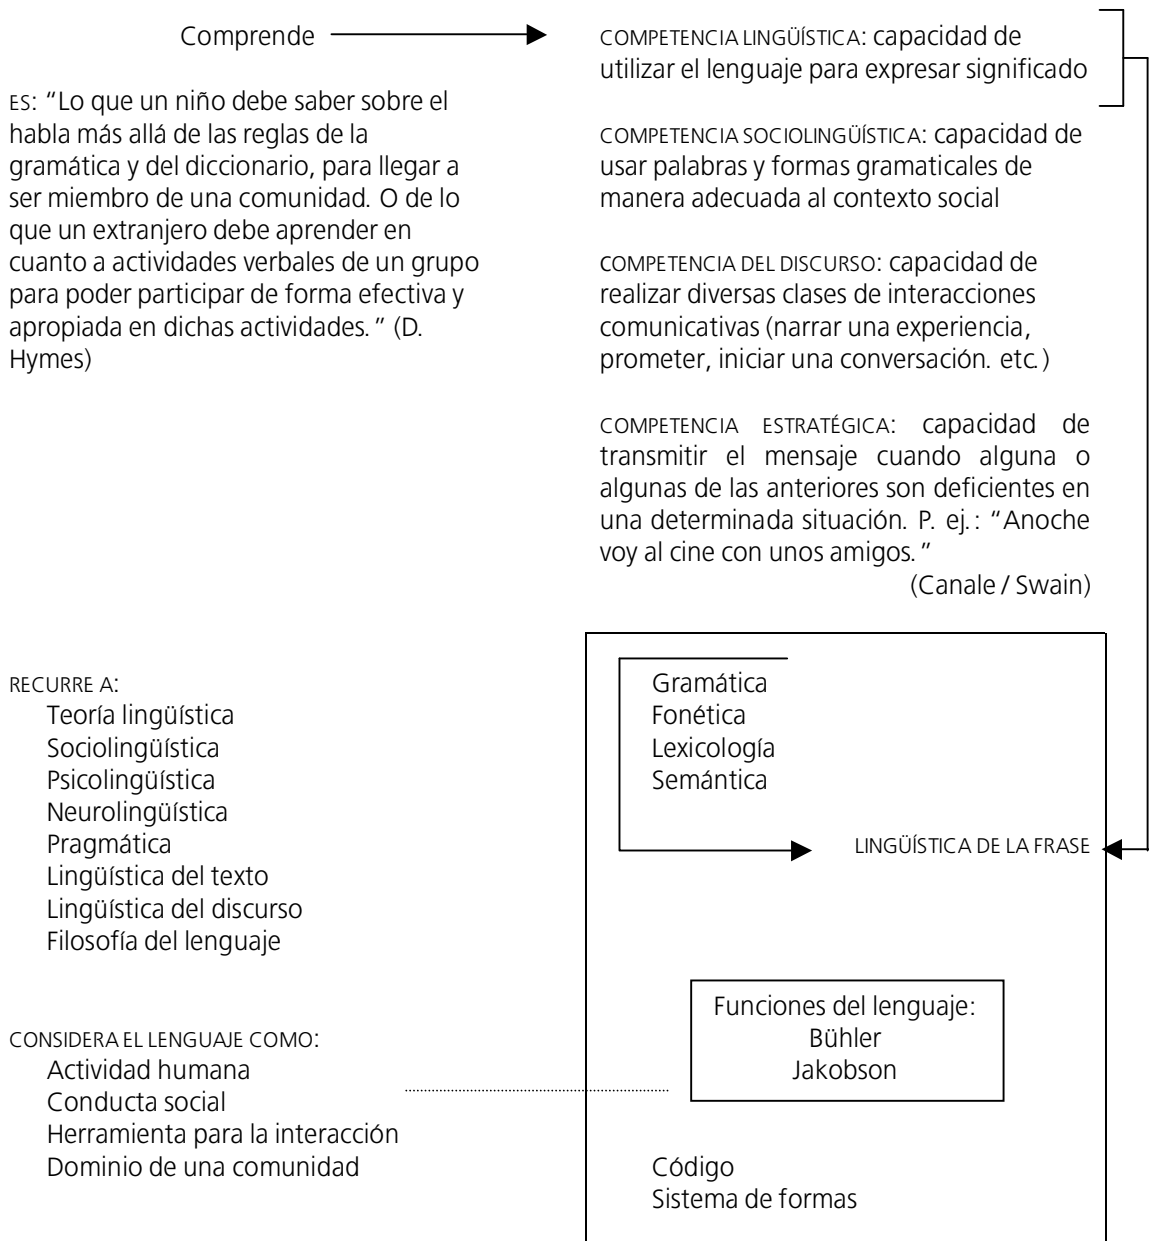 Comprende
ES: “Lo que un niño debe saber sobre el
habla más allá de las reglas de la
gramática y del diccionario, para llegar a
ser miembro de una comunidad. O de lo
que un extranjero debe aprender en
cuanto a actividades verbales de un grupo
para poder participar de forma efectiva y
apropiada en dichas actividades.” (D.
Hymes)
COMPETENCIA LINGÜÍSTICA: capacidad de
utilizar el lenguaje para expresar significado
COMPETENCIA SOCIOLINGÜÍSTICA: capacidad de
usar palabras y formas gramaticales de
manera adecuada al contexto social
COMPETENCIA DEL DISCURSO: capacidad de
realizar diversas clases de interacciones
comunicativas (narrar una experiencia,
prometer, iniciar una conversación. etc.)
COMPETENCIA ESTRATÉGICA: capacidad de
transmitir el mensaje cuando alguna o
algunas de las anteriores son deficientes en
una determinada situación. P. ej.: “Anoche
voy al cine con unos amigos.”
(Canale / Swain)
RECURRE A:
Teoría lingüística
Sociolingüística
Psicolingüística
Neurolingüística
Pragmática
Lingüística del texto
Lingüística del discurso
Filosofía del lenguaje
Gramática
Fonética
Lexicología
Semántica
LINGÜÍSTICA DE LA FRASE
CONSIDERA EL LENGUAJE COMO:
Actividad humana
Conducta social
Herramienta para la interacción
Dominio de una comunidad
Funciones del lenguaje:
Bühler
Jakobson
Código
Sistema de formas